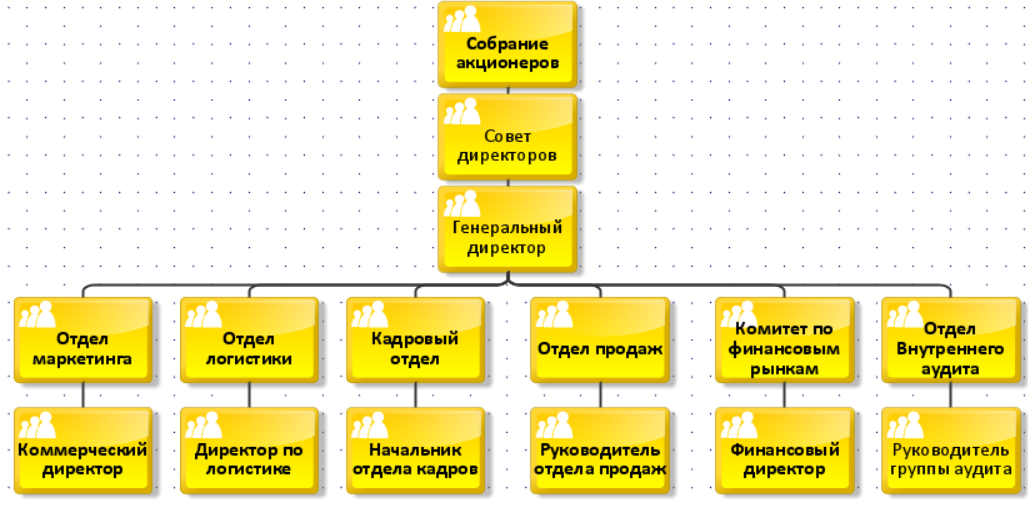 Собрание
акционеров
Совет
директоров
Генеральный
директор
Отдел
маркетинга
Отдел
логистики
Кадровый
отдел
Отдел продаж
Комитет по
финансовым
рынкам
Отдел
Внутреннего
аудита
Коммерческий
директор
Директор по
логистике
Начальник
отдела кадров
Руководитель
отдела продаж
Финансовый
директор
Руководитель
группы аудита